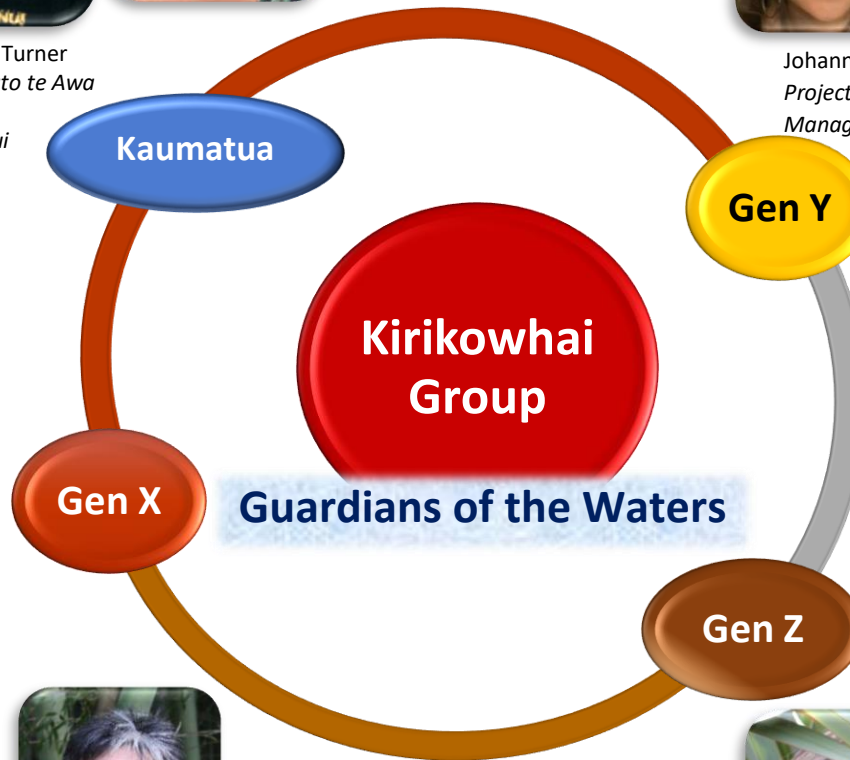 Turner
to te Awa
Kaumatua
Project
Gen Y
Kirikowhai
Group
Gen X
Guardians of the Waters
Gen Z